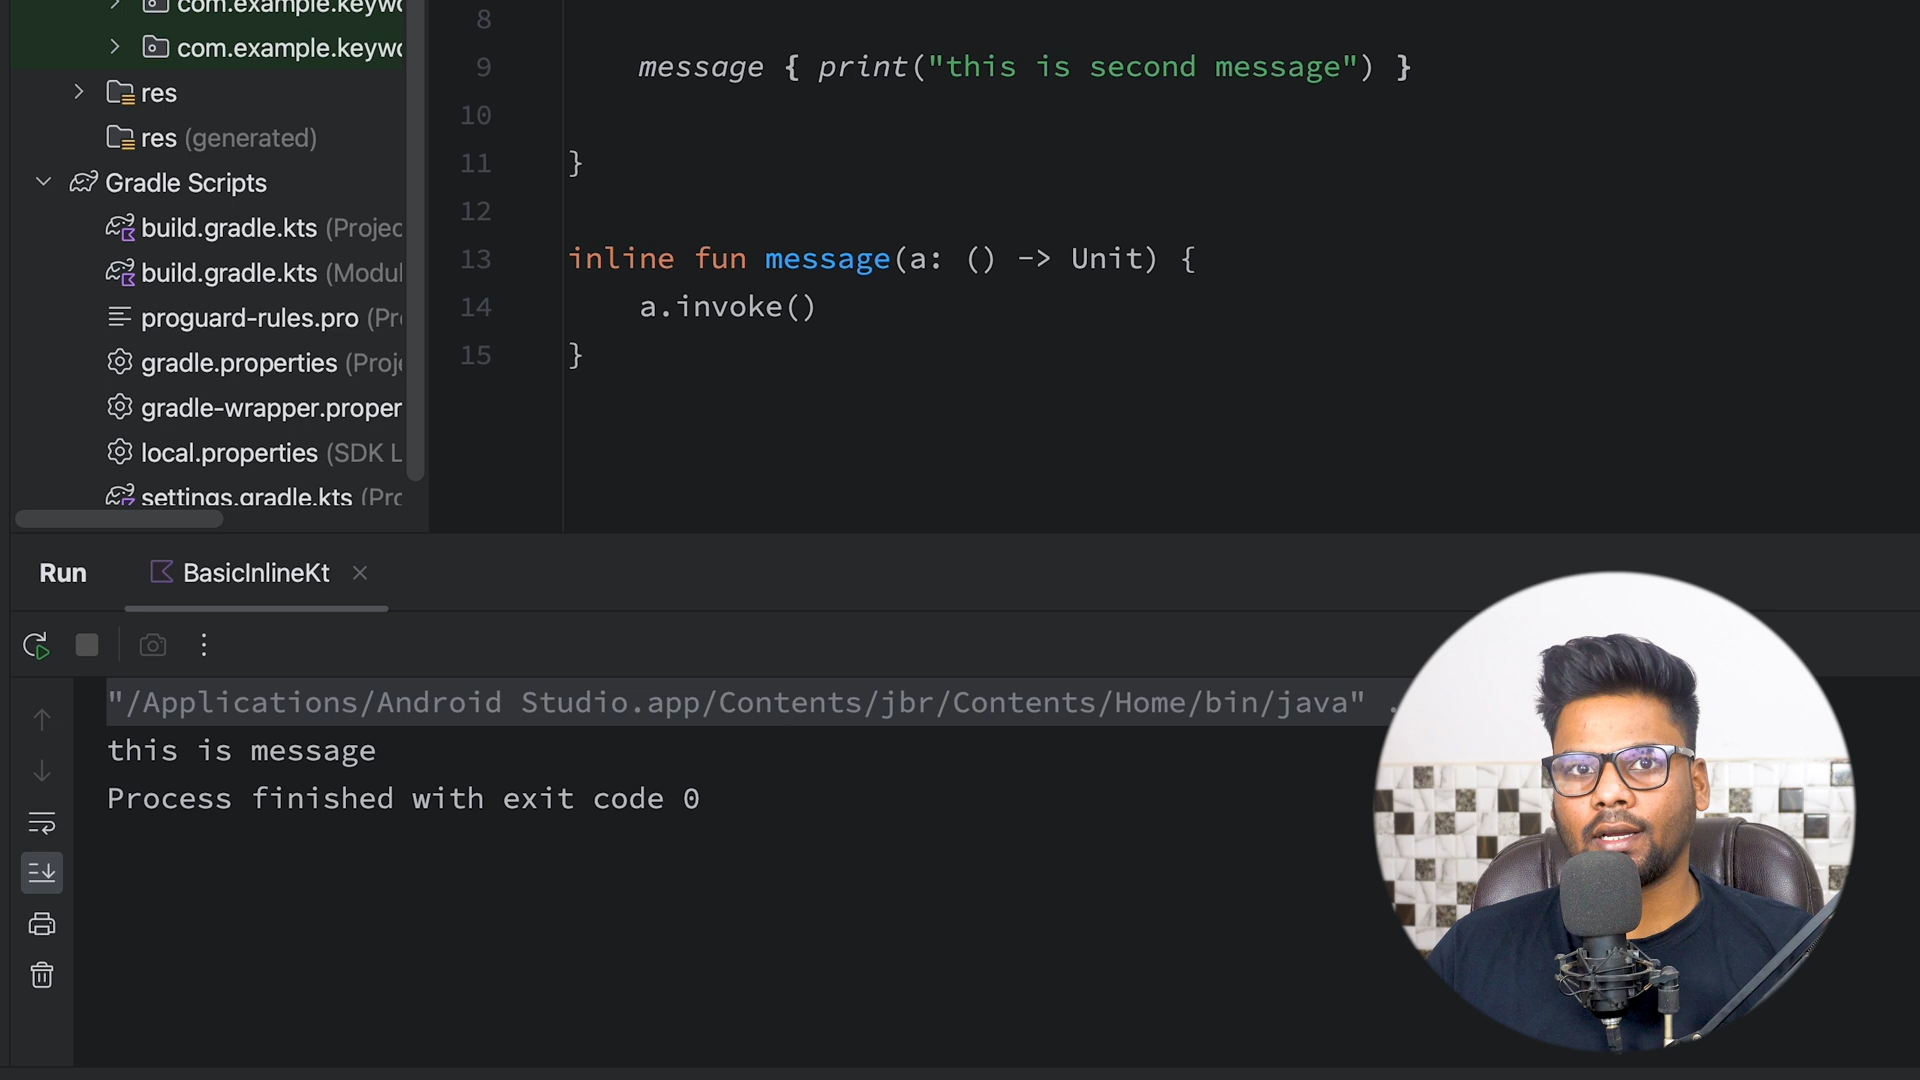 com.example.keywo
com.example.keywo
res
res (generated)
Gradle Scripts
build.gradle.kts (Projec
build.gradle.kts (Modul
proguard-rules.pro (Pr
gradle.properties (Proj
gradle-wrapper.proper
local.properties (SDK L
settings.gradle.kts (Pro
8
9 message { print("this is second message") }
10
11 }
12
13 inline fun message(a: () -> Unit) {
14 a.invoke()
15 }
Run BasicInlineKt
"/Applications/Android Studio.app/Contents/jbr/Contents/Home/bin/java" .
this is message
Process finished with exit code 0